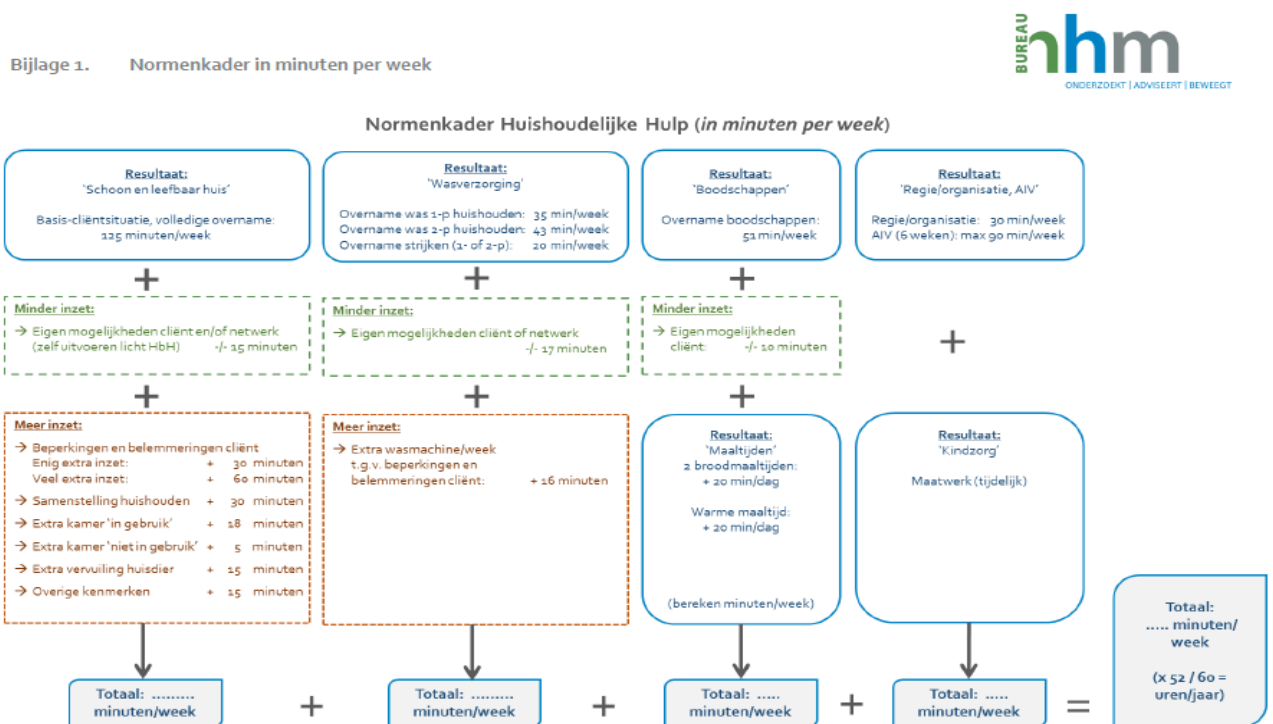 BUREAU
nhm
ONDERZOEKT | ADVISEERT | BEWEEGT
Bijlage 1. Normenkader in minuten per week
Normenkader Huishoudelijke Hulp (in minuten per week)
Resultaat:
'Schoon en leefbaar huis'
Basis-cliëntsituatie, volledige overname:
125 minuten/week
Resultaat:
'Wasverzorging'
Overname was 1-p huishouden: 35 min/week
Overname was 2-p huishouden: 43 min/week
Overname strijken (1- of 2-p): 20 min/week
Resultaat:
'Boodschappen'
Overname boodschappen:
51 min/week
Resultaat:
'Regie/organisatie, AIV'
Regie/organisatie: 30 min/week
AIV (6 weken): max 90 min/week
+
+
+
Minder inzet:
→ Eigen mogelijkheden cliënt en/of netwerk
(zelf uitvoeren licht HbH) -/- 15 minuten
Minder inzet:
→ Eigen mogelijkheden cliënt of netwerk
-/- 17 minuten
Minder inzet:
→ Eigen mogelijkheden
cliënt: -/- 10 minuten
+
+
+
+
Meer inzet:
→ Beperkingen en belemmeringen cliënt
Enig extra inzet: + 30 minuten
Veel extra inzet: + 60 minuten
→ Samenstelling huishouden + 30 minuten
→ Extra kamer 'in gebruik' + 18 minuten
→ Extra kamer 'niet in gebruik' + 5 minuten
→ Extra vervuiling huisdier + 15 minuten
→ Overige kenmerken + 15 minuten
Meer inzet:
→ Extra wasmachine/week
t.g.v. beperkingen en
belemmeringen cliënt: + 16 minuten
Resultaat:
'Maaltijden'
2 broodmaaltijden:
+ 20 min/dag
Warme maaltijd:
+ 20 min/dag
(bereken minuten/week)
Resultaat:
'Kindzorg'
Maatwerk (tijdelijk)
Totaal: .........
minuten/week
+
Totaal: .........
minuten/week
+
Totaal: .....
minuten/week
+
Totaal: .....
minuten/week
=
Totaal:
..... minuten/
week
(x 52 / 60 =
uren/jaar)